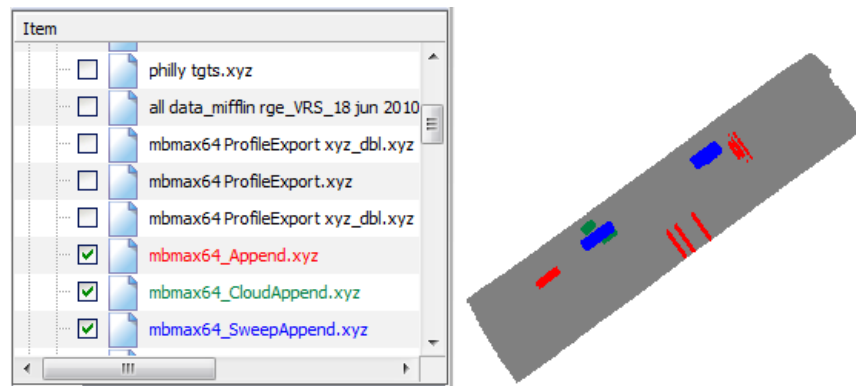 Item
philly tgts.xyz
all data_mifflin rge_VRS_18 jun 2010
mbmax64 ProfileExport xyz_dbl.xyz
mbmax64 ProfileExport.xyz
mbmax64 ProfileExport xyz_dbl.xyz
mbmax64_Append.xyz
mbmax64_CloudAppend.xyz
mbmax64_SweepAppend.xyz